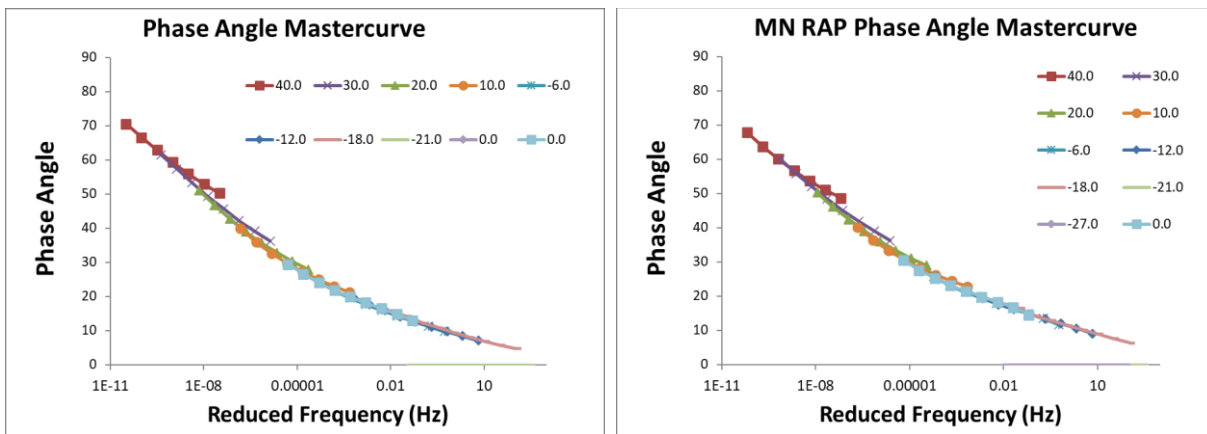 Phase Angle Mastercurve
90
80
70
60
50
40
30
20
10
0
Phase Angle
40.0 30.0 20.0 10.0 -6.0
-12.0 -18.0 -21.0 0.0 0.0
1E-11 1E-08 0.00001 0.01 10
Reduced Frequency (Hz)
MN RAP Phase Angle Mastercurve
90
80
70
60
50
40
30
20
10
0
Phase Angle
40.0 30.0
20.0 10.0
-6.0 -12.0
-18.0 -21.0
-27.0 0.0
1E-11 1E-08 0.00001 0.01 10
Reduced Frequency (Hz)